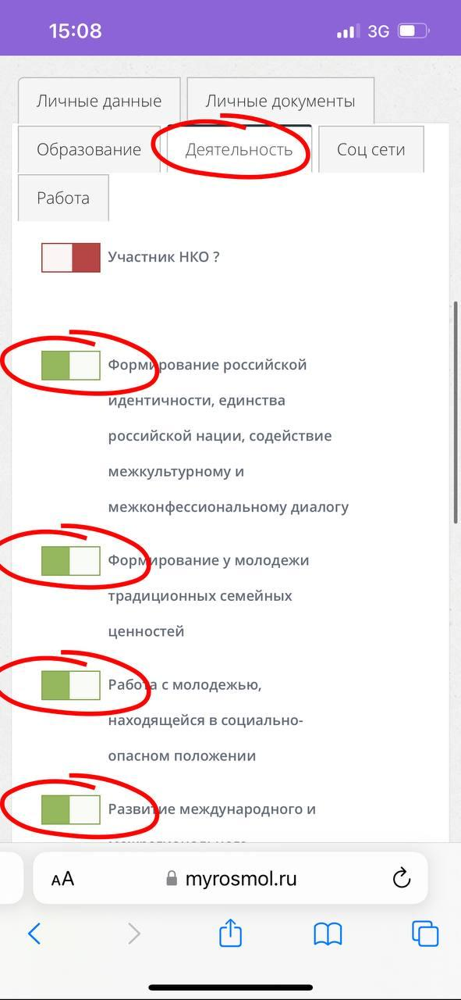 15:08
3G
Личные данные
Личные документы
Образование
Деятельность
Соц сети
Работа
Участник НКО ?
Формирование российской
идентичности, единства
российской нации, содействие
межкультурному и
межконфессиональному диалогу
Формирование у молодежи
традиционных семейных
ценностей
Работа с молодежью,
находящейся в социально-
опасном положении
Развитие международного и
AA
myrosmol.ru